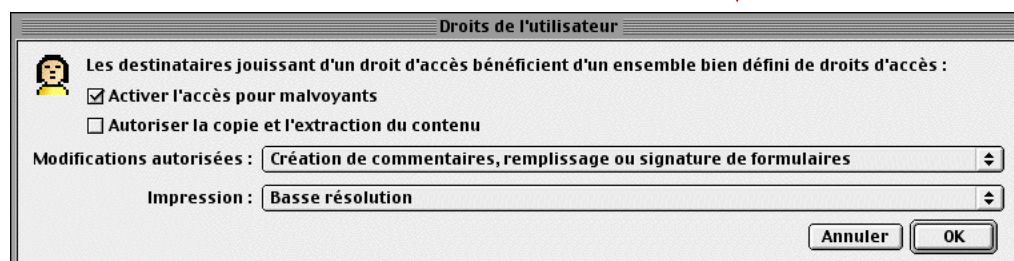 Droits de l'utilisateur
Les destinataires jouissant d'un droit d'accès bénéficient d'un ensemble bien défini de droits d'accès :
Activer l'accès pour malvoyants
Autoriser la copie et l'extraction du contenu
Modifications autorisées : Création de commentaires, remplissage ou signature de formulaires
Impression : Basse résolution
Annuler OK